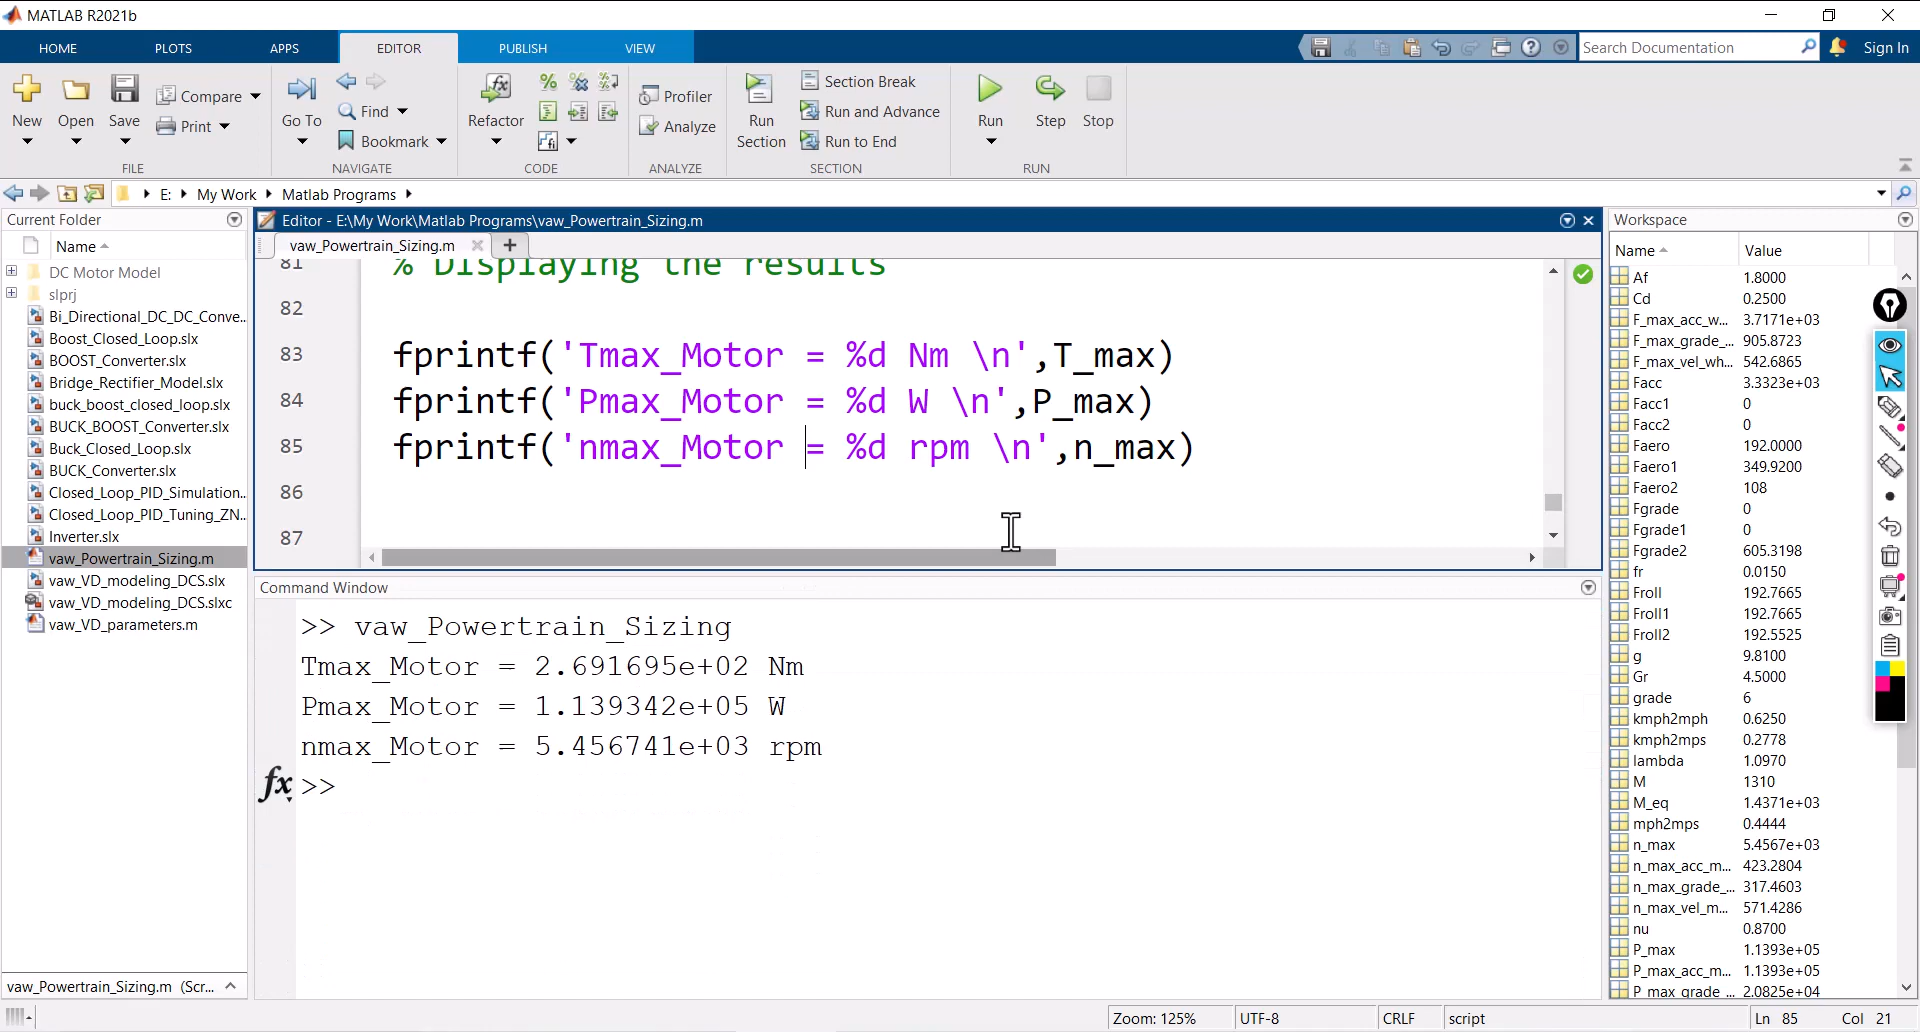 MATLAB R2021b
HOME PLOTS APPS EDITOR PUBLISH VIEW
Search Documentation
Sign In
New Open Save
Compare
Print
Go To
Find
Bookmark
Refactor
Profiler
Analyze
Run Section
Section Break
Run and Advance
Run to End
Run Step Stop
FILE NAVIGATE CODE ANALYZE SECTION RUN
E: My Work Matlab Programs
Current Folder
Name
DC Motor Model
slprj
Bi_Directional_DC_DC_Conve...
Boost_Closed_Loop.slx
BOOST_Converter.slx
Bridge_Rectifier_Model.slx
buck_boost_closed_loop.slx
BUCK_BOOST_Converter.slx
Buck_Closed_Loop.slx
BUCK_Converter.slx
Closed_Loop_PID_Simulation...
Closed_Loop_PID_Tuning_ZN...
Inverter.slx
vaw_Powertrain_Sizing.m
vaw_VD_modeling_DCS.slx
vaw_VD_modeling_DCS.slxc
vaw_VD_parameters.m
vaw_Powertrain_Sizing.m (Scr...
Editor - E:\My Work\Matlab Programs\vaw_Powertrain_Sizing.m
vaw_Powertrain_Sizing.m
81 % Displaying the results
82
83 fprintf('Tmax_Motor = %d Nm \n',T_max)
84 fprintf('Pmax_Motor = %d W \n',P_max)
85 fprintf('nmax_Motor = %d rpm \n',n_max)
86
87
Command Window
>> vaw_Powertrain_Sizing
Tmax_Motor = 2.691695e+02 Nm
Pmax_Motor = 1.139342e+05 W
nmax_Motor = 5.456741e+03 rpm
fx >>
Workspace
Name Value
Af 1.8000
Cd 0.2500
F_max_acc_w... 3.7171e+03
F_max_grade_... 905.8723
F_max_vel_wh... 542.6865
Facc 3.3323e+03
Facc1 0
Facc2 0
Faero 192.0000
Faero1 349.9200
Faero2 108
Fgrade 0
Fgrade1 0
Fgrade2 605.3198
fr 0.0150
Froll 192.7665
Froll1 192.7665
Froll2 192.5525
g 9.8100
Gr 4.5000
grade 6
kmph2mph 0.6250
kmph2mps 0.2778
lambda 1.0970
M 1310
M_eq 1.4371e+03
mph2mps 0.4444
n_max 5.4567e+03
n_max_acc_m... 423.2804
n_max_grade_... 317.4603
n_max_vel_m... 571.4286
nu 0.8700
P_max 1.1393e+05
P_max_acc_m... 1.1393e+05
P_max_grade_... 2.0825e+04
Zoom: 125% UTF-8 CRLF script Ln 85 Col 21